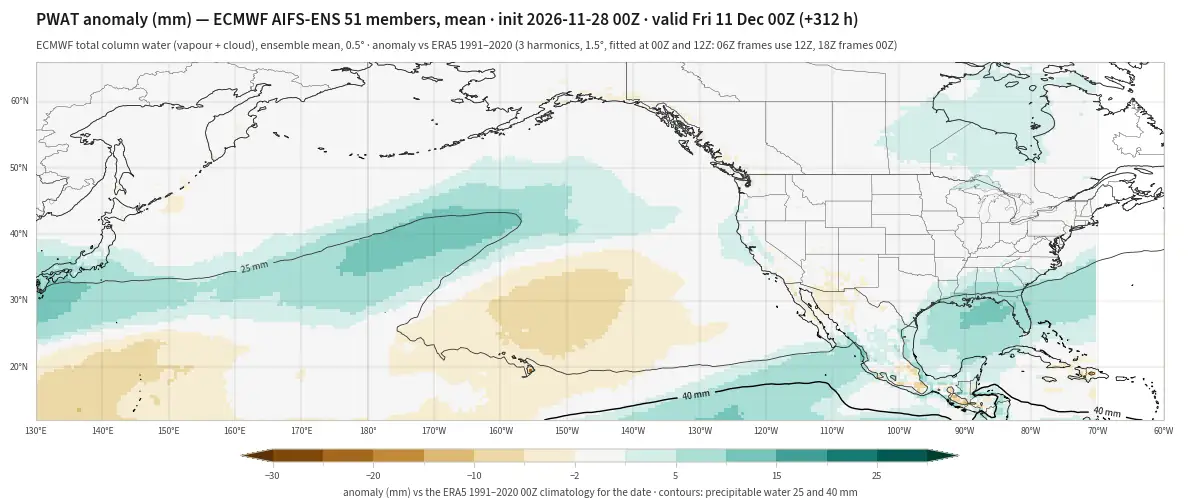 PWAT anomaly (mm) — ECMWF AIFS-ENS 51 members, mean · init 2026-11-28 00Z · valid Fri 11 Dec 00Z (+312 h)
ECMWF total column water (vapour + cloud), ensemble mean, 0.5° · anomaly vs ERA5 1991–2020 (3 harmonics, 1.5°, fitted at 00Z and 12Z: 06Z frames use 12Z, 18Z frames 00Z)
60°N
50°N
40°N
25 mm
30°N
20°N
40 mm
40 mm
130°E 140°E 150°E 160°E 170°E 180° 170°W 160°W 150°W 140°W 130°W 120°W 110°W 100°W 90°W 80°W 70°W 60°W
−30 −20 −10 −2 5 15 25
anomaly (mm) vs the ERA5 1991–2020 00Z climatology for the date · contours: precipitable water 25 and 40 mm